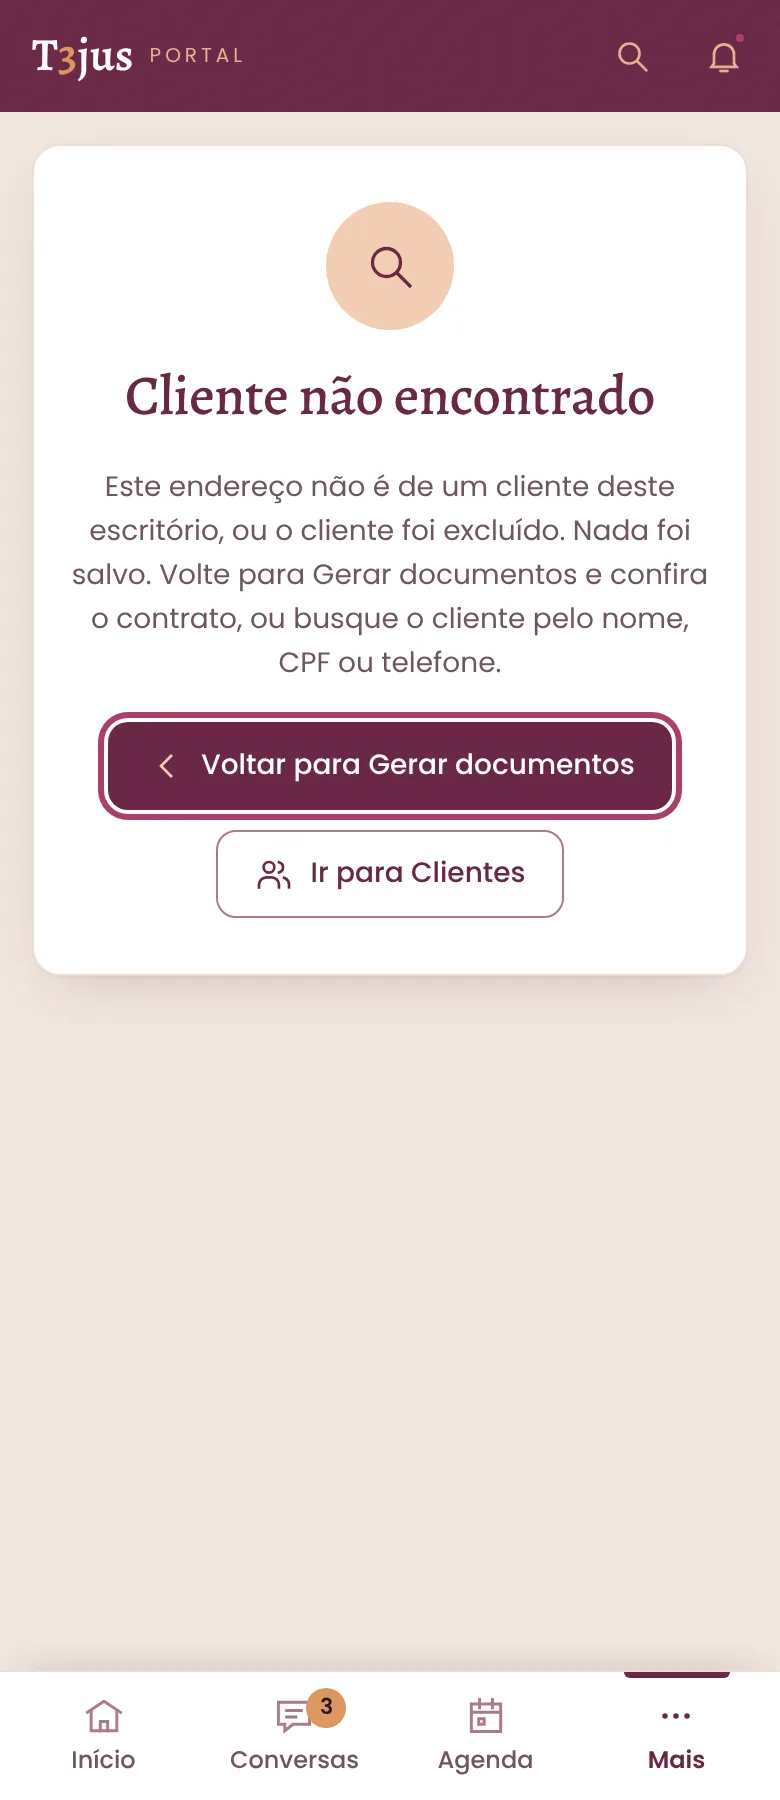 T3jus PORTAL
Cliente não encontrado
Este endereço não é de um cliente deste
escritório, ou o cliente foi excluído. Nada foi
salvo. Volte para Gerar documentos e confira
o contrato, ou busque o cliente pelo nome,
CPF ou telefone.
Voltar para Gerar documentos
Ir para Clientes
3
Início Conversas Agenda Mais